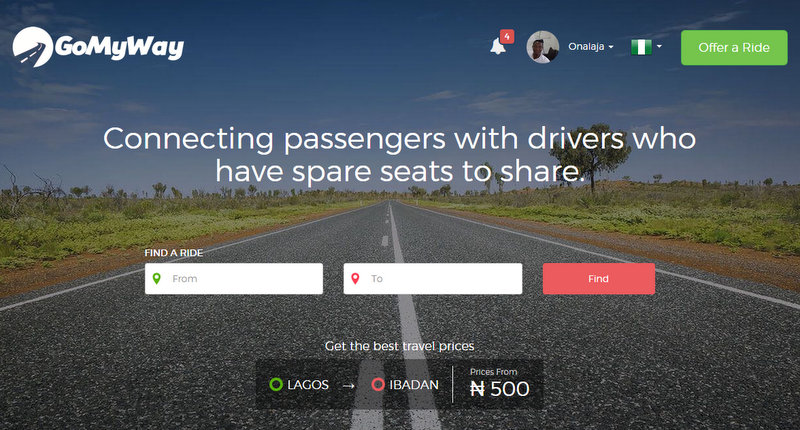 GoMyWay
4
Onalaja
Offer a Ride
Connecting passengers with drivers who
have spare seats to share.
FIND A RIDE
From
To
Find
Get the best travel prices
LAGOS → IBADAN
Prices From
₦ 500